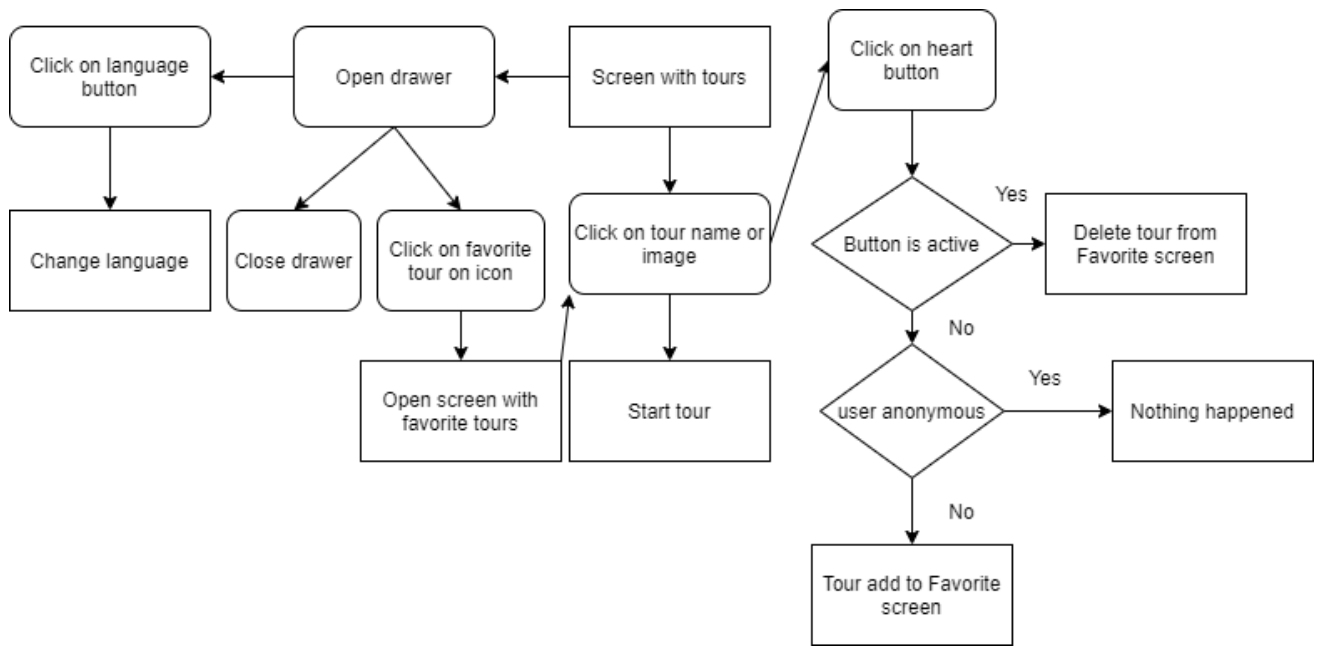 Click on language
button
Open drawer
Screen with tours
Click on heart
button
Change language
Close drawer
Click on favorite
tour on icon
Click on tour name or
image
Button is active
Yes
Delete tour from
Favorite screen
No
Open screen with
favorite tours
Start tour
user anonymous
Yes
Nothing happened
No
Tour add to Favorite
screen